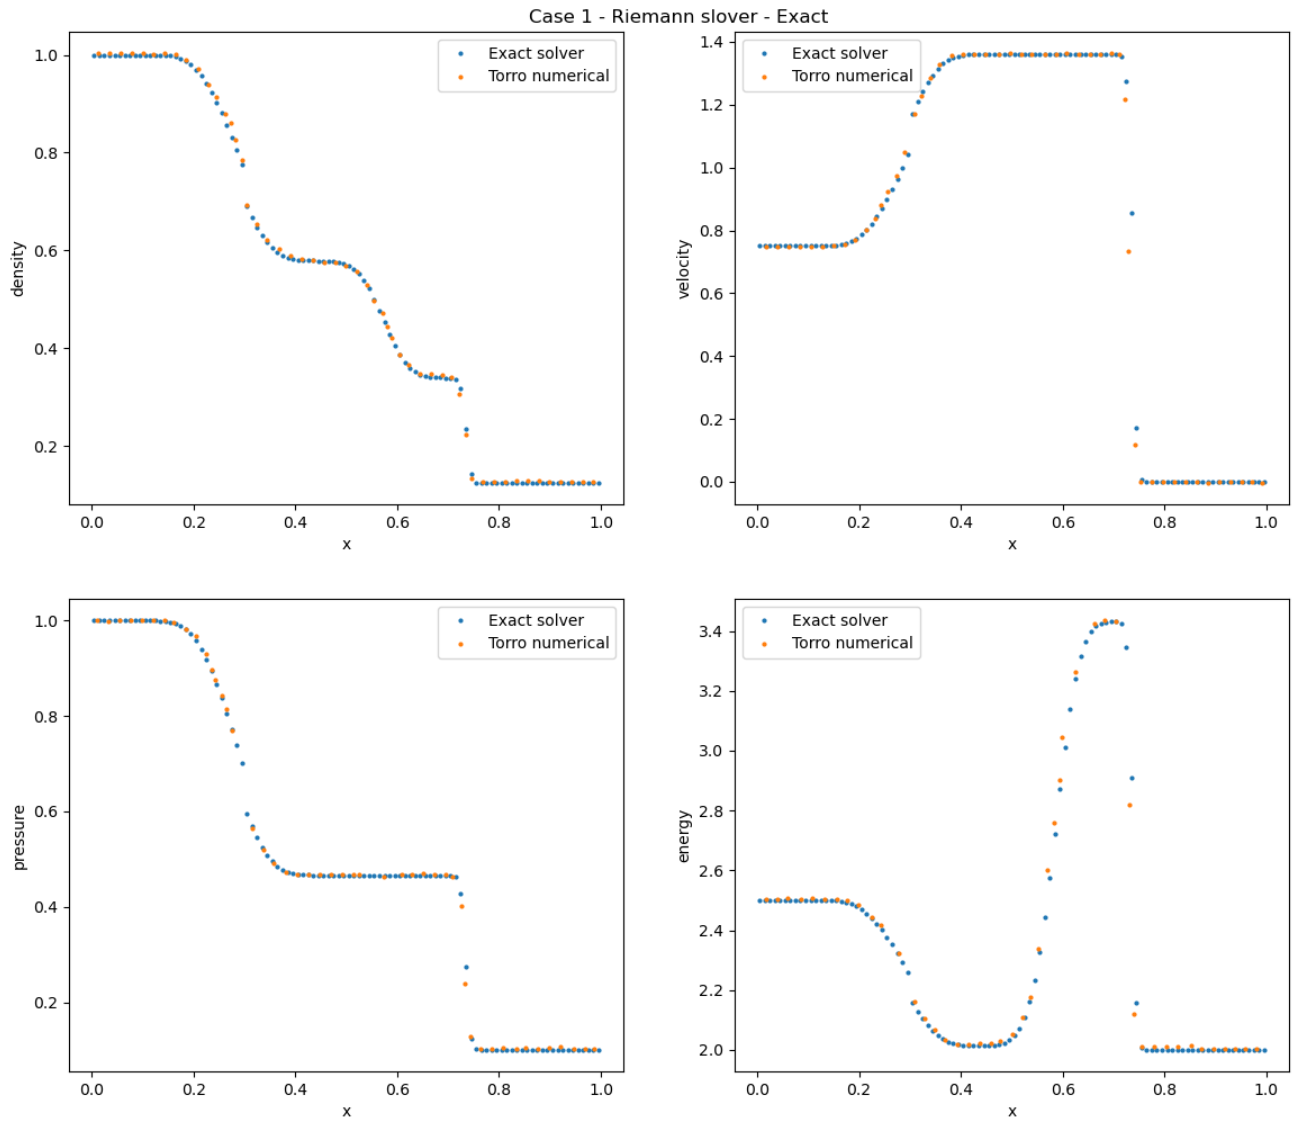 Case 1 - Riemann slover - Exact
Exact solver
Torro numerical
1.0
0.8
0.6
0.4
0.2
density
0.0 0.2 0.4 0.6 0.8 1.0
x
Exact solver
Torro numerical
1.4
1.2
1.0
0.8
0.6
0.4
0.2
0.0
velocity
0.0 0.2 0.4 0.6 0.8 1.0
x
Exact solver
Torro numerical
1.0
0.8
0.6
0.4
0.2
pressure
0.0 0.2 0.4 0.6 0.8 1.0
x
Exact solver
Torro numerical
3.4
3.2
3.0
2.8
2.6
2.4
2.2
2.0
energy
0.0 0.2 0.4 0.6 0.8 1.0
x